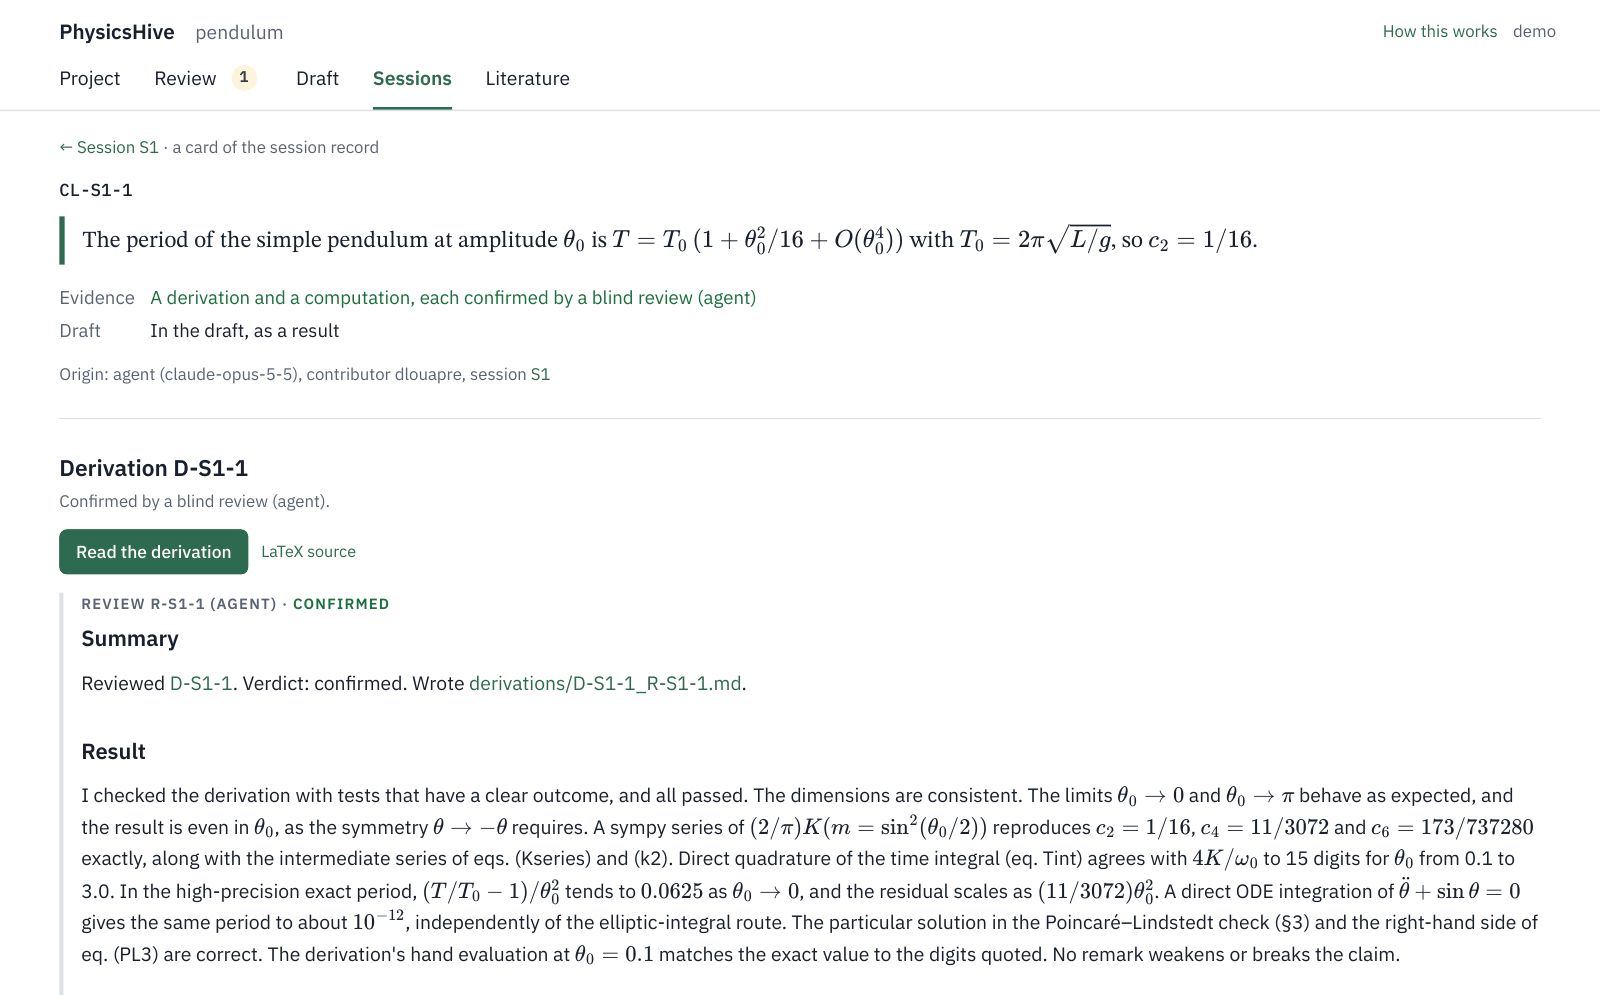 PhysicsHive pendulum How this works demo
Project Review 1 Draft Sessions Literature
← Session S1 · a card of the session record
CL-S1-1
The period of the simple pendulum at amplitude θ₀ is T = T₀ (1 + θ₀²/16 + O(θ₀⁴)) with T₀ = 2π√(L/g), so c₂ = 1/16.
Evidence A derivation and a computation, each confirmed by a blind review (agent)
Draft In the draft, as a result
Origin: agent (claude-opus-5-5), contributor dlouapre, session S1
Derivation D-S1-1
Confirmed by a blind review (agent).
Read the derivation LaTeX source
REVIEW R-S1-1 (AGENT) · CONFIRMED
Summary
Reviewed D-S1-1. Verdict: confirmed. Wrote derivations/D-S1-1_R-S1-1.md.
Result
I checked the derivation with tests that have a clear outcome, and all passed. The dimensions are consistent. The limits θ₀ → 0 and θ₀ → π behave as expected, and
the result is even in θ₀, as the symmetry θ → −θ requires. A sympy series of (2/π)K(m = sin²(θ₀/2)) reproduces c₂ = 1/16, c₄ = 11/3072 and c₆ = 173/737280
exactly, along with the intermediate series of eqs. (Kseries) and (k2). Direct quadrature of the time integral (eq. Tint) agrees with 4K/ω₀ to 15 digits for θ₀ from 0.1 to
3.0. In the high-precision exact period, (T/T₀ − 1)/θ₀² tends to 0.0625 as θ₀ → 0, and the residual scales as (11/3072)θ₀². A direct ODE integration of θ̈ + sin θ = 0
gives the same period to about 10⁻¹², independently of the elliptic-integral route. The particular solution in the Poincaré–Lindstedt check (§3) and the right-hand side of
eq. (PL3) are correct. The derivation's hand evaluation at θ₀ = 0.1 matches the exact value to the digits quoted. No remark weakens or breaks the claim.